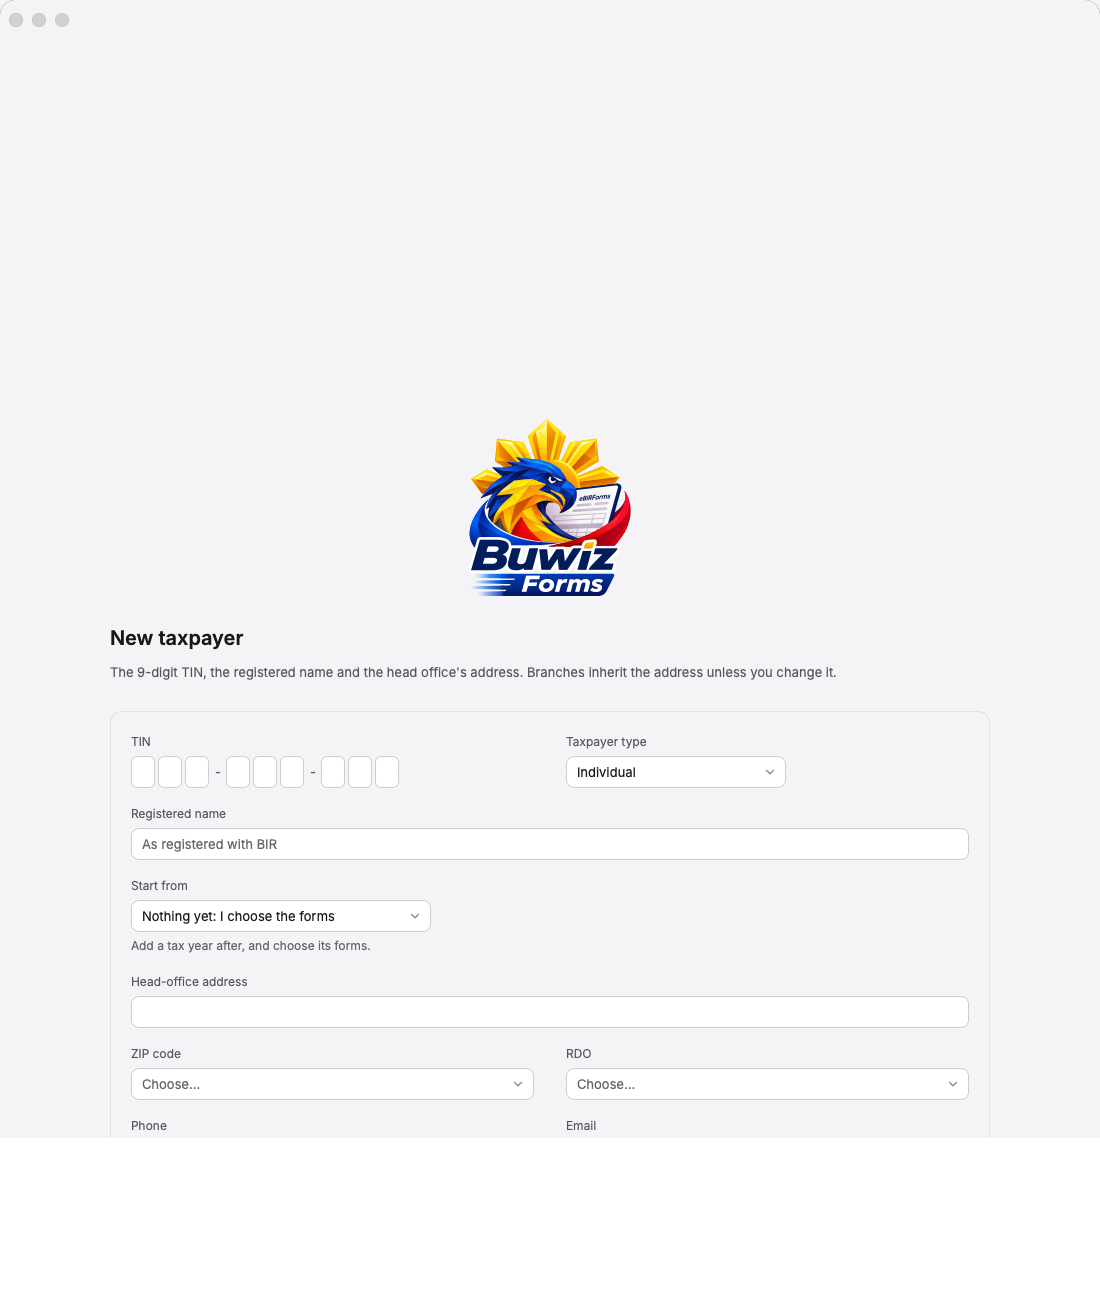 eBIRForms
Buwiz
Forms
New taxpayer
The 9-digit TIN, the registered name and the head office's address. Branches inherit the address unless you change it.
TIN
Taxpayer type
- -
Individual
Registered name
As registered with BIR
Start from
Nothing yet: I choose the forms
Add a tax year after, and choose its forms.
Head-office address
ZIP code
RDO
Choose...
Choose...
Phone
Email